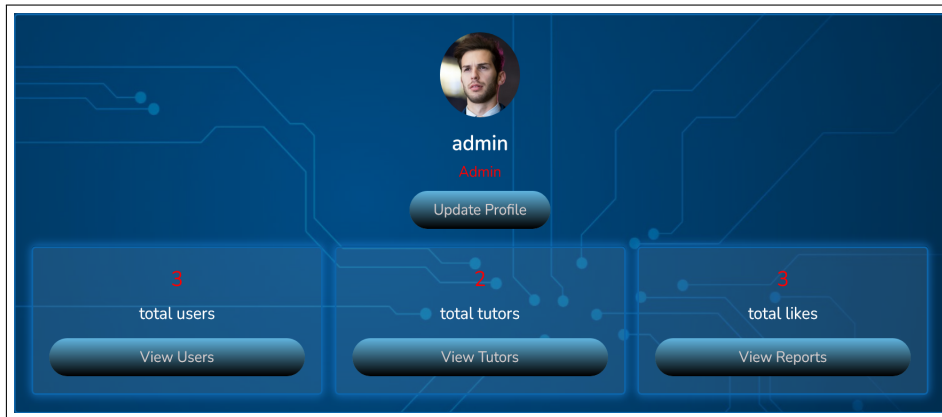 admin
Admin
Update Profile
3
total users
View Users
2
total tutors
View Tutors
3
total likes
View Reports